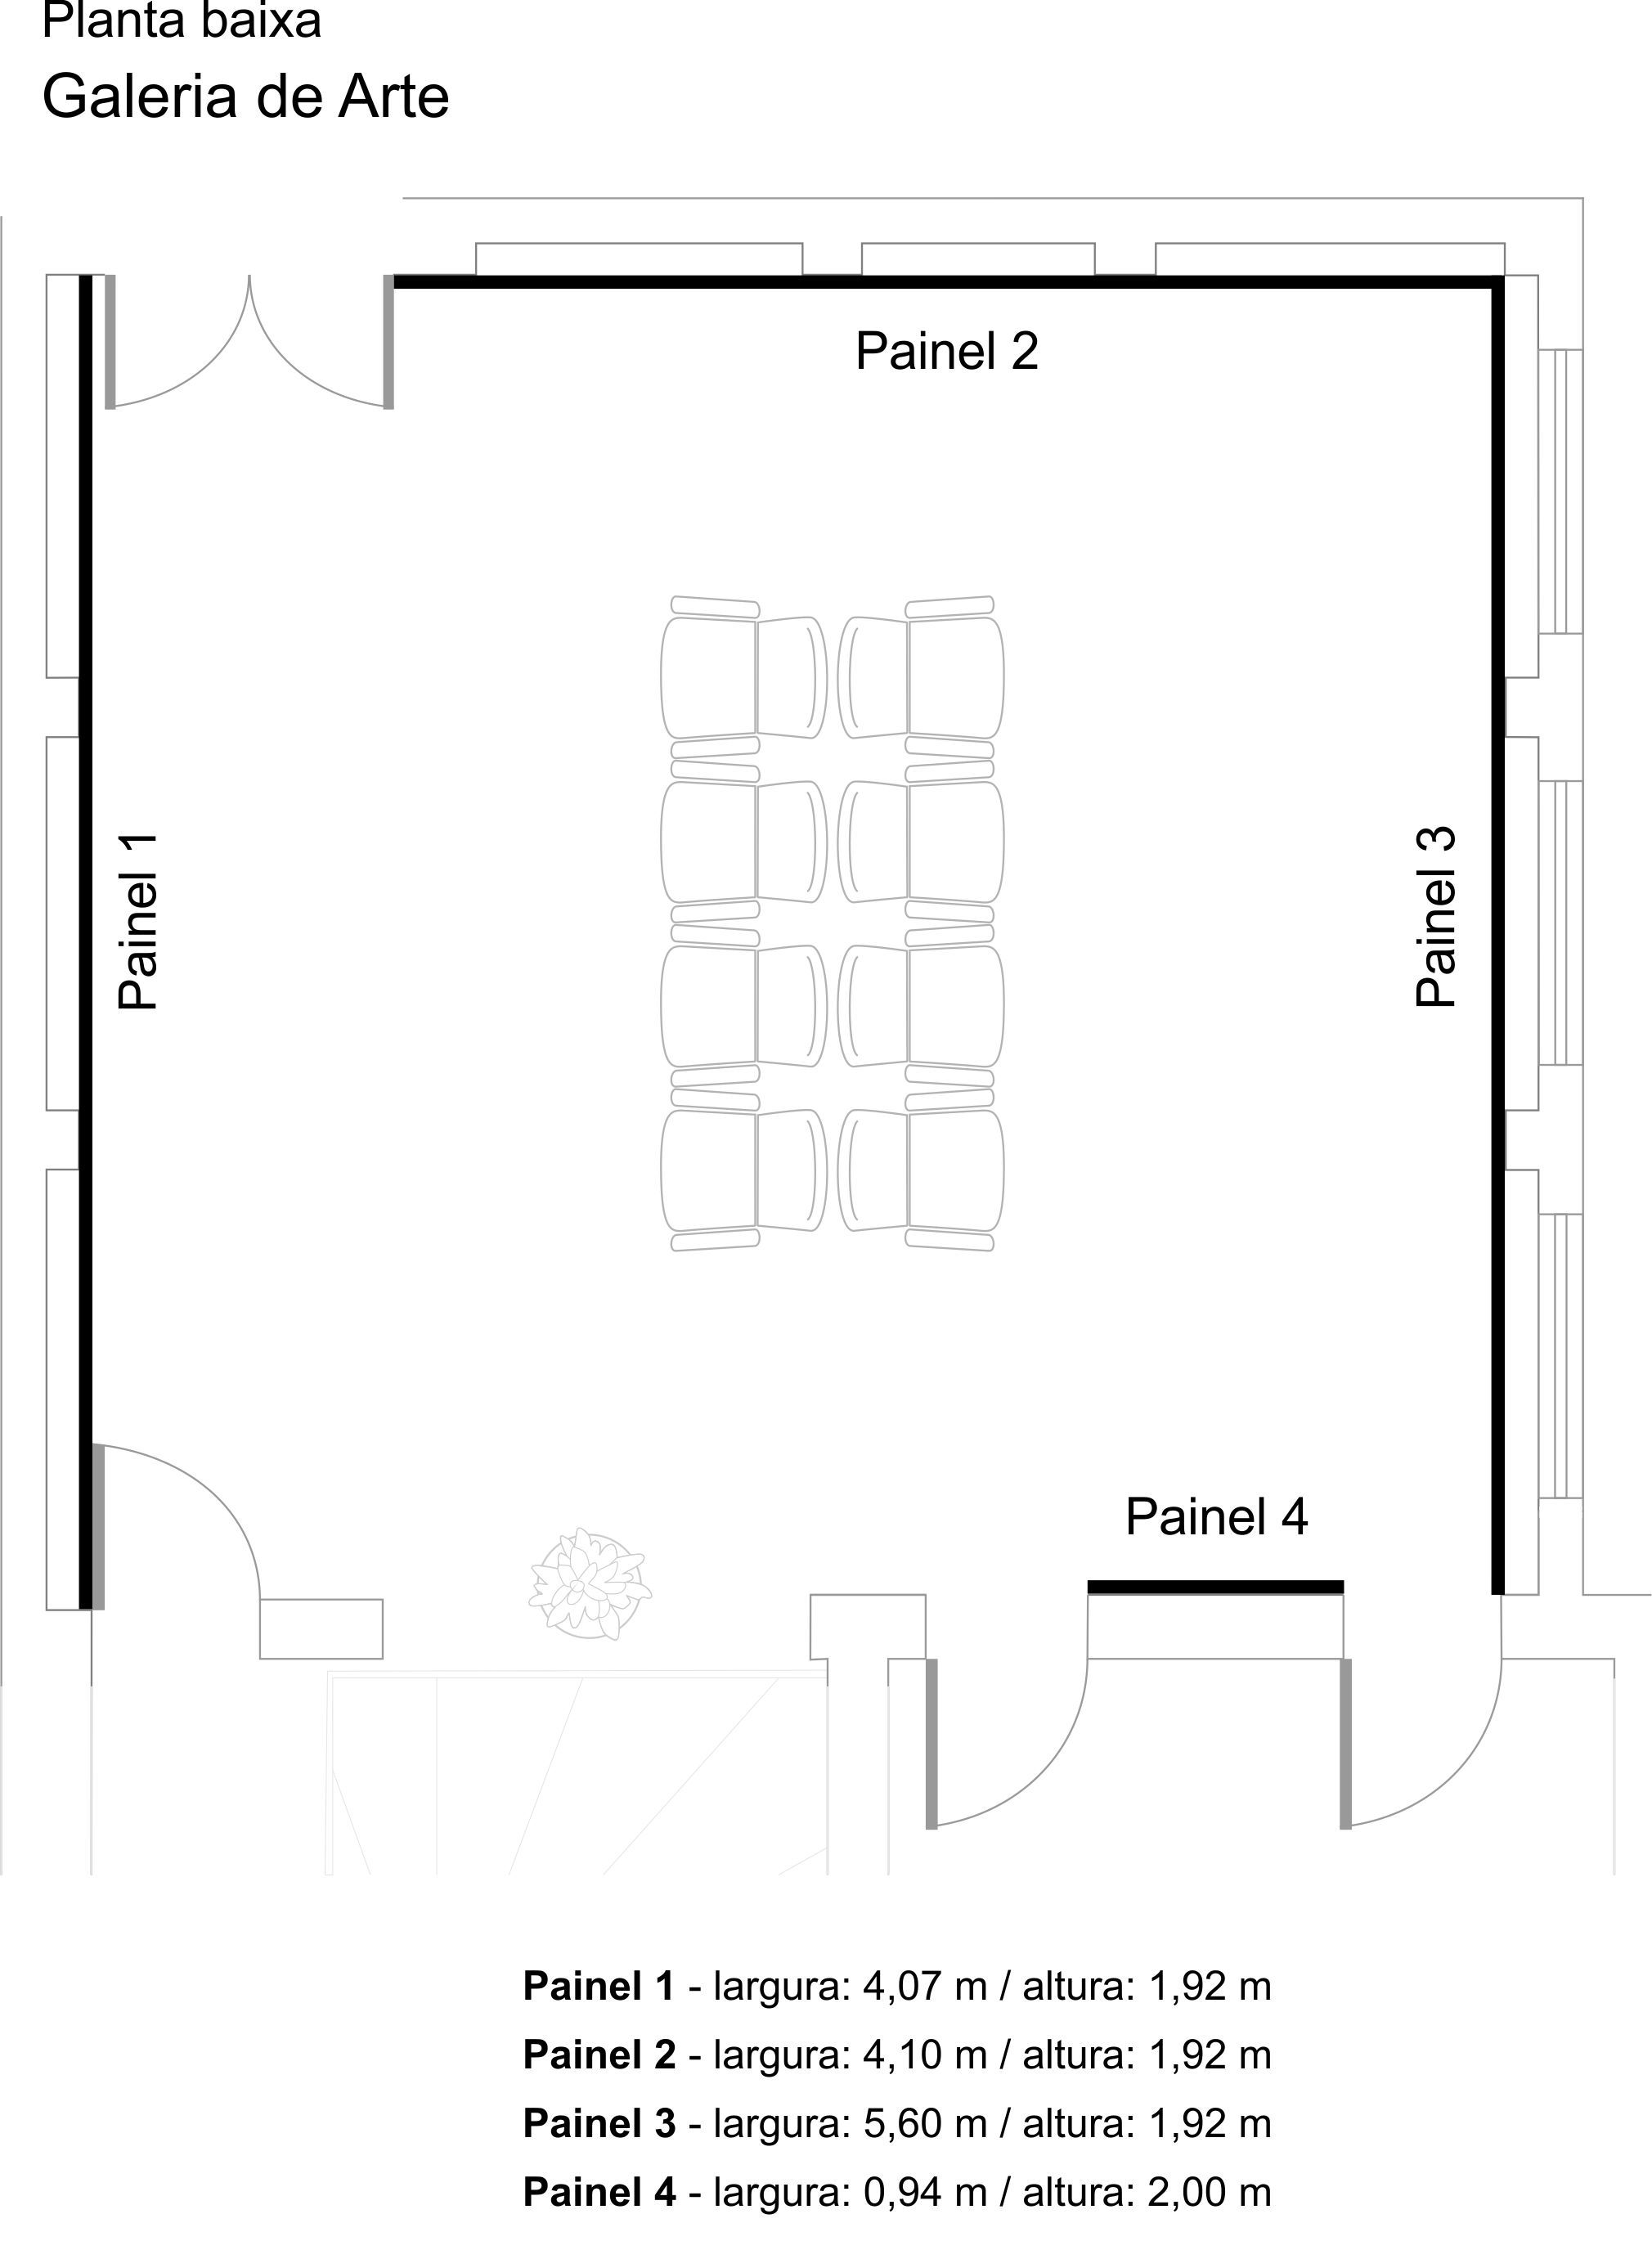 Planta baixa
Galeria de Arte
Painel 2
Painel 1
Painel 3
Painel 4
Painel 1 - largura: 4,07 m / altura: 1,92 m
Painel 2 - largura: 4,10 m / altura: 1,92 m
Painel 3 - largura: 5,60 m / altura: 1,92 m
Painel 4 - largura: 0,94 m / altura: 2,00 m